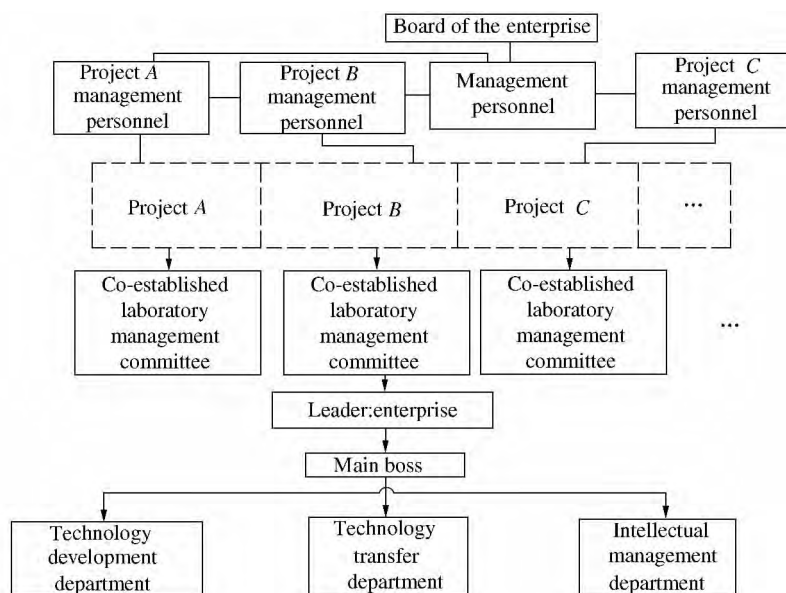 Board of the enterprise
Project A
management
personnel
Project B
management
personnel
Management
personnel
Project C
management
personnel
Project A
Project B
Project C
...
Co-established
laboratory
management
committee
Co-established
laboratory
management
committee
Co-established
laboratory
management
committee
...
Leader:enterprise
Main boss
Technology
development
department
Technology
transfer
department
Intellectual
management
department